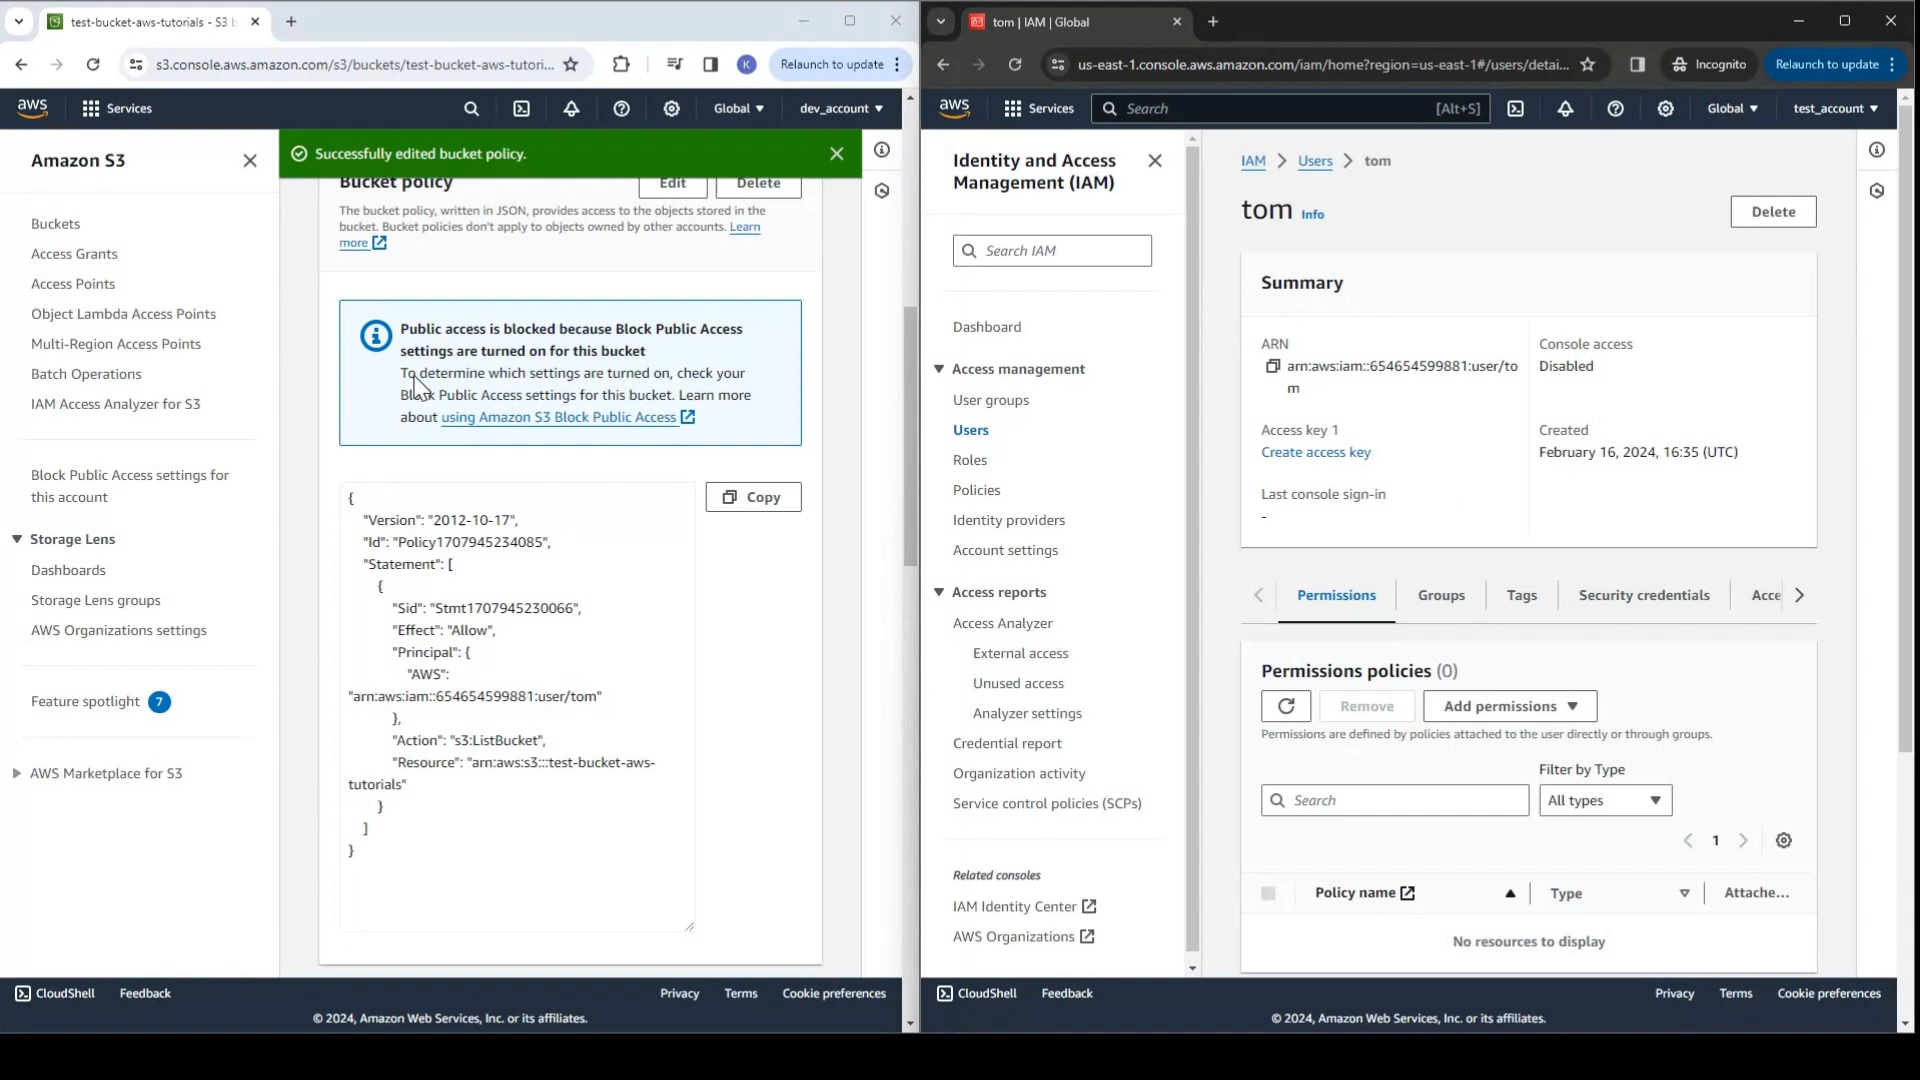 test-bucket-aws-tutorials - S3 b
s3.console.aws.amazon.com/s3/buckets/test-bucket-aws-tutori...
K
Relaunch to update
aws
Services
Global
dev_account
Amazon S3
Buckets
Access Grants
Access Points
Object Lambda Access Points
Multi-Region Access Points
Batch Operations
IAM Access Analyzer for S3
Block Public Access settings for
this account
Storage Lens
Dashboards
Storage Lens groups
AWS Organizations settings
Feature spotlight 7
AWS Marketplace for S3
Successfully edited bucket policy.
Bucket policy
Edit
Delete
The bucket policy, written in JSON, provides access to the objects stored in the
bucket. Bucket policies don't apply to objects owned by other accounts. Learn
more
Public access is blocked because Block Public Access
settings are turned on for this bucket
To determine which settings are turned on, check your
Block Public Access settings for this bucket. Learn more
about using Amazon S3 Block Public Access
Copy
{
"Version": "2012-10-17",
"Id": "Policy1707945234085",
"Statement": [
{
"Sid": "Stmt1707945230066",
"Effect": "Allow",
"Principal": {
"AWS":
"arn:aws:iam::654654599881:user/tom"
},
"Action": "s3:ListBucket",
"Resource": "arn:aws:s3:::test-bucket-aws-
tutorials"
}
]
}
CloudShell
Feedback
Privacy
Terms
Cookie preferences
© 2024, Amazon Web Services, Inc. or its affiliates.
tom | IAM | Global
us-east-1.console.aws.amazon.com/iam/home?region=us-east-1#/users/detai...
Incognito
Relaunch to update
aws
Services
Search
[Alt+S]
Global
test_account
Identity and Access
Management (IAM)
Search IAM
Dashboard
Access management
User groups
Users
Roles
Policies
Identity providers
Account settings
Access reports
Access Analyzer
External access
Unused access
Analyzer settings
Credential report
Organization activity
Service control policies (SCPs)
Related consoles
IAM Identity Center
AWS Organizations
IAM
Users
tom
tom Info
Delete
Summary
ARN
arn:aws:iam::654654599881:user/to
m
Console access
Disabled
Access key 1
Create access key
Created
February 16, 2024, 16:35 (UTC)
Last console sign-in
-
Permissions
Groups
Tags
Security credentials
Acce
Permissions policies (0)
Remove
Add permissions
Permissions are defined by policies attached to the user directly or through groups.
Filter by Type
Search
All types
1
Policy name
Type
Attache...
No resources to display
CloudShell
Feedback
Privacy
Terms
Cookie preferences
© 2024, Amazon Web Services, Inc. or its affiliates.